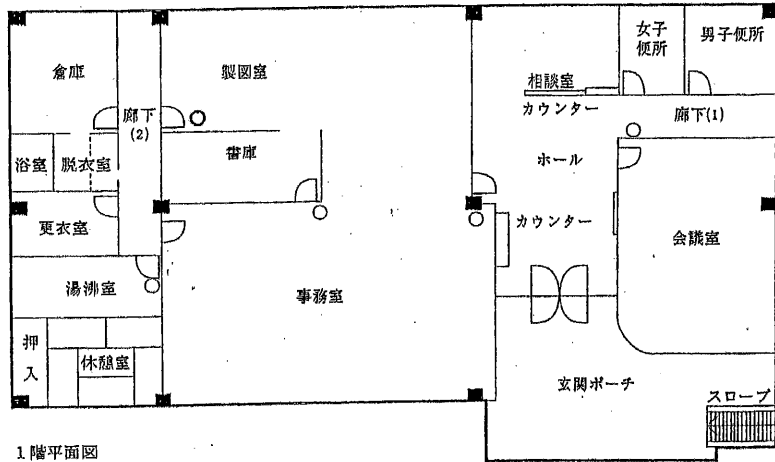 倉庫
製図室
女子
便所
男子便所
相談室
カウンター
廊下
(2)
廊下(1)
浴室
脱衣室
書庫
ホール
更衣室
カウンター
会議室
湯沸室
事務室
押
入
休憩室
玄関ポーチ
スロープ
1階平面図